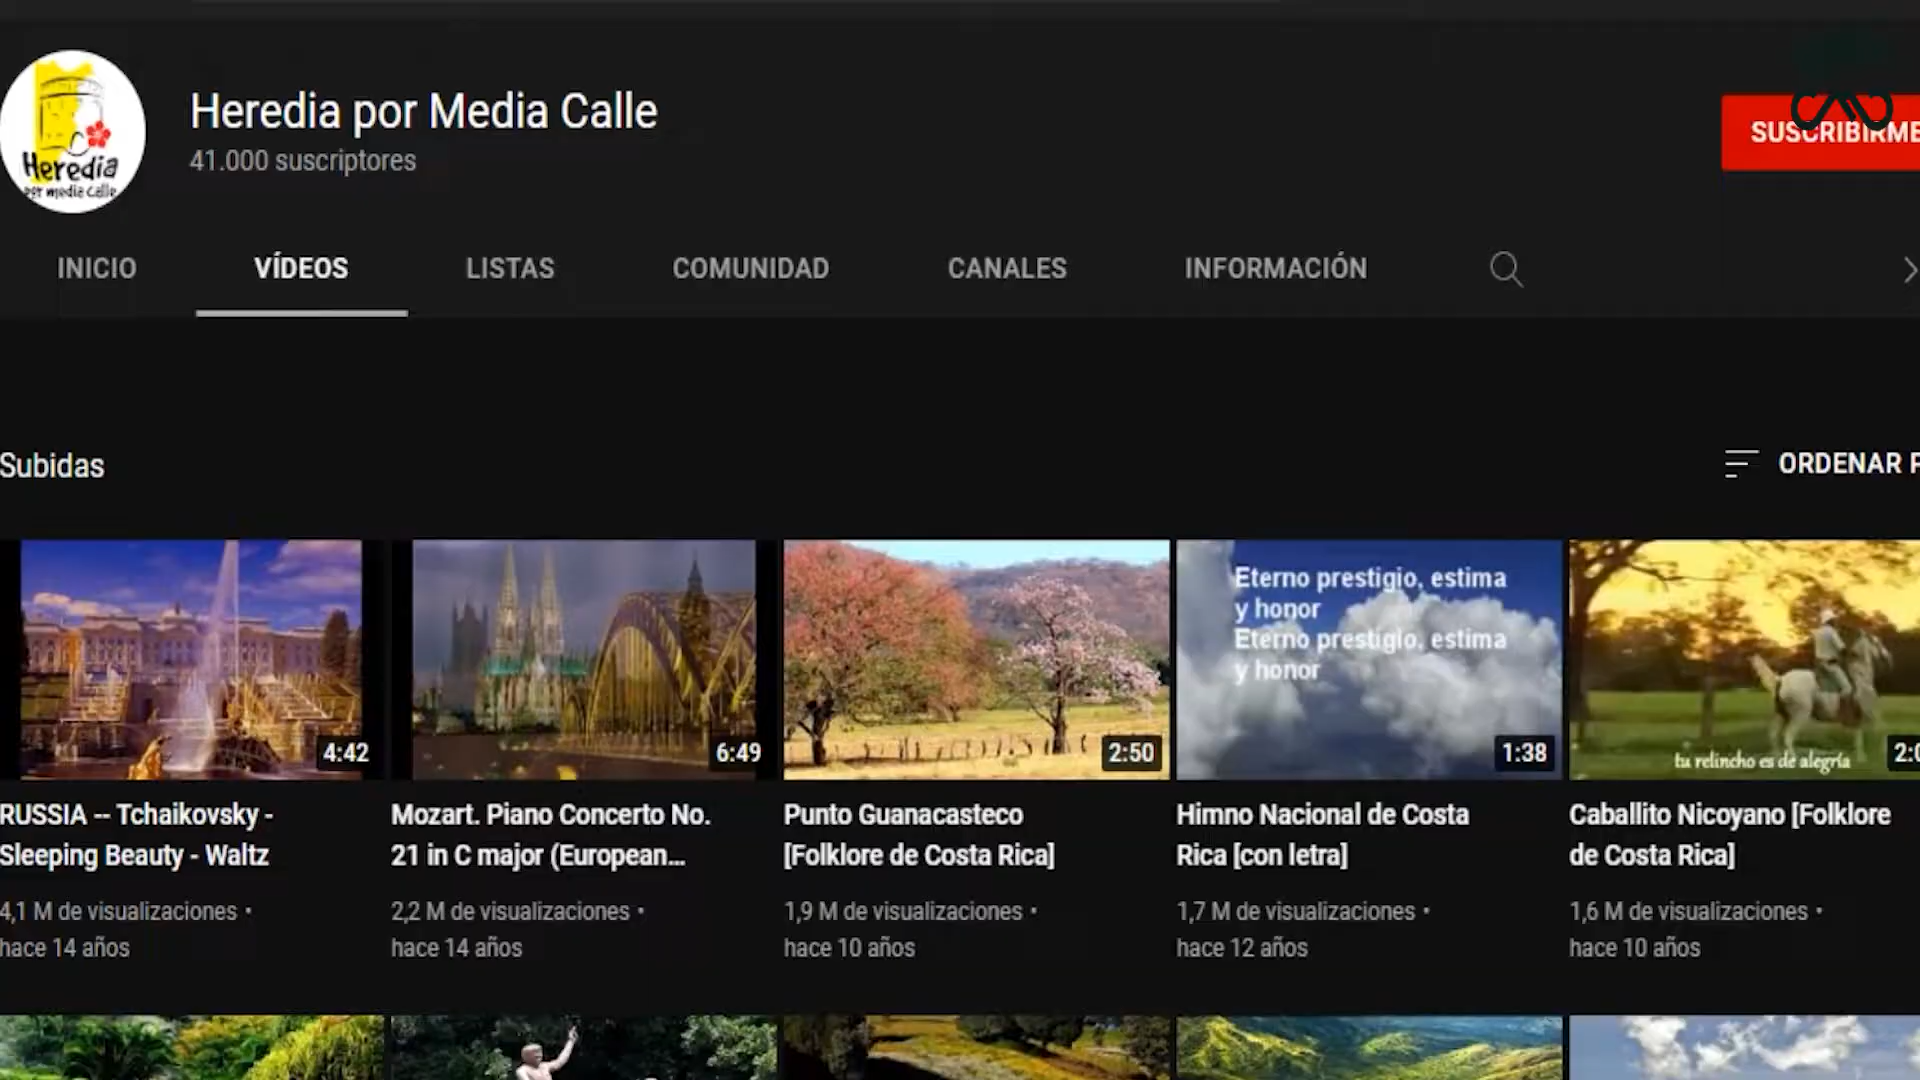 Heredia
por media calle
Heredia por Media Calle
41.000 suscriptores
SUSCRIBIRME
INICIO
VÍDEOS
LISTAS
COMUNIDAD
CANALES
INFORMACIÓN
Subidas
ORDENAR P
Eterno prestigio, estima
y honor
Eterno prestigio, estima
y honor
tu relincho es de alegría
4:42
6:49
2:50
1:38
2:0
RUSSIA -- Tchaikovsky -
Sleeping Beauty - Waltz
4,1 M de visualizaciones •
hace 14 años
Mozart. Piano Concerto No.
21 in C major (European...
2,2 M de visualizaciones •
hace 14 años
Punto Guanacasteco
[Folklore de Costa Rica]
1,9 M de visualizaciones •
hace 10 años
Himno Nacional de Costa
Rica [con letra]
1,7 M de visualizaciones •
hace 12 años
Caballito Nicoyano [Folklore
de Costa Rica]
1,6 M de visualizaciones •
hace 10 años